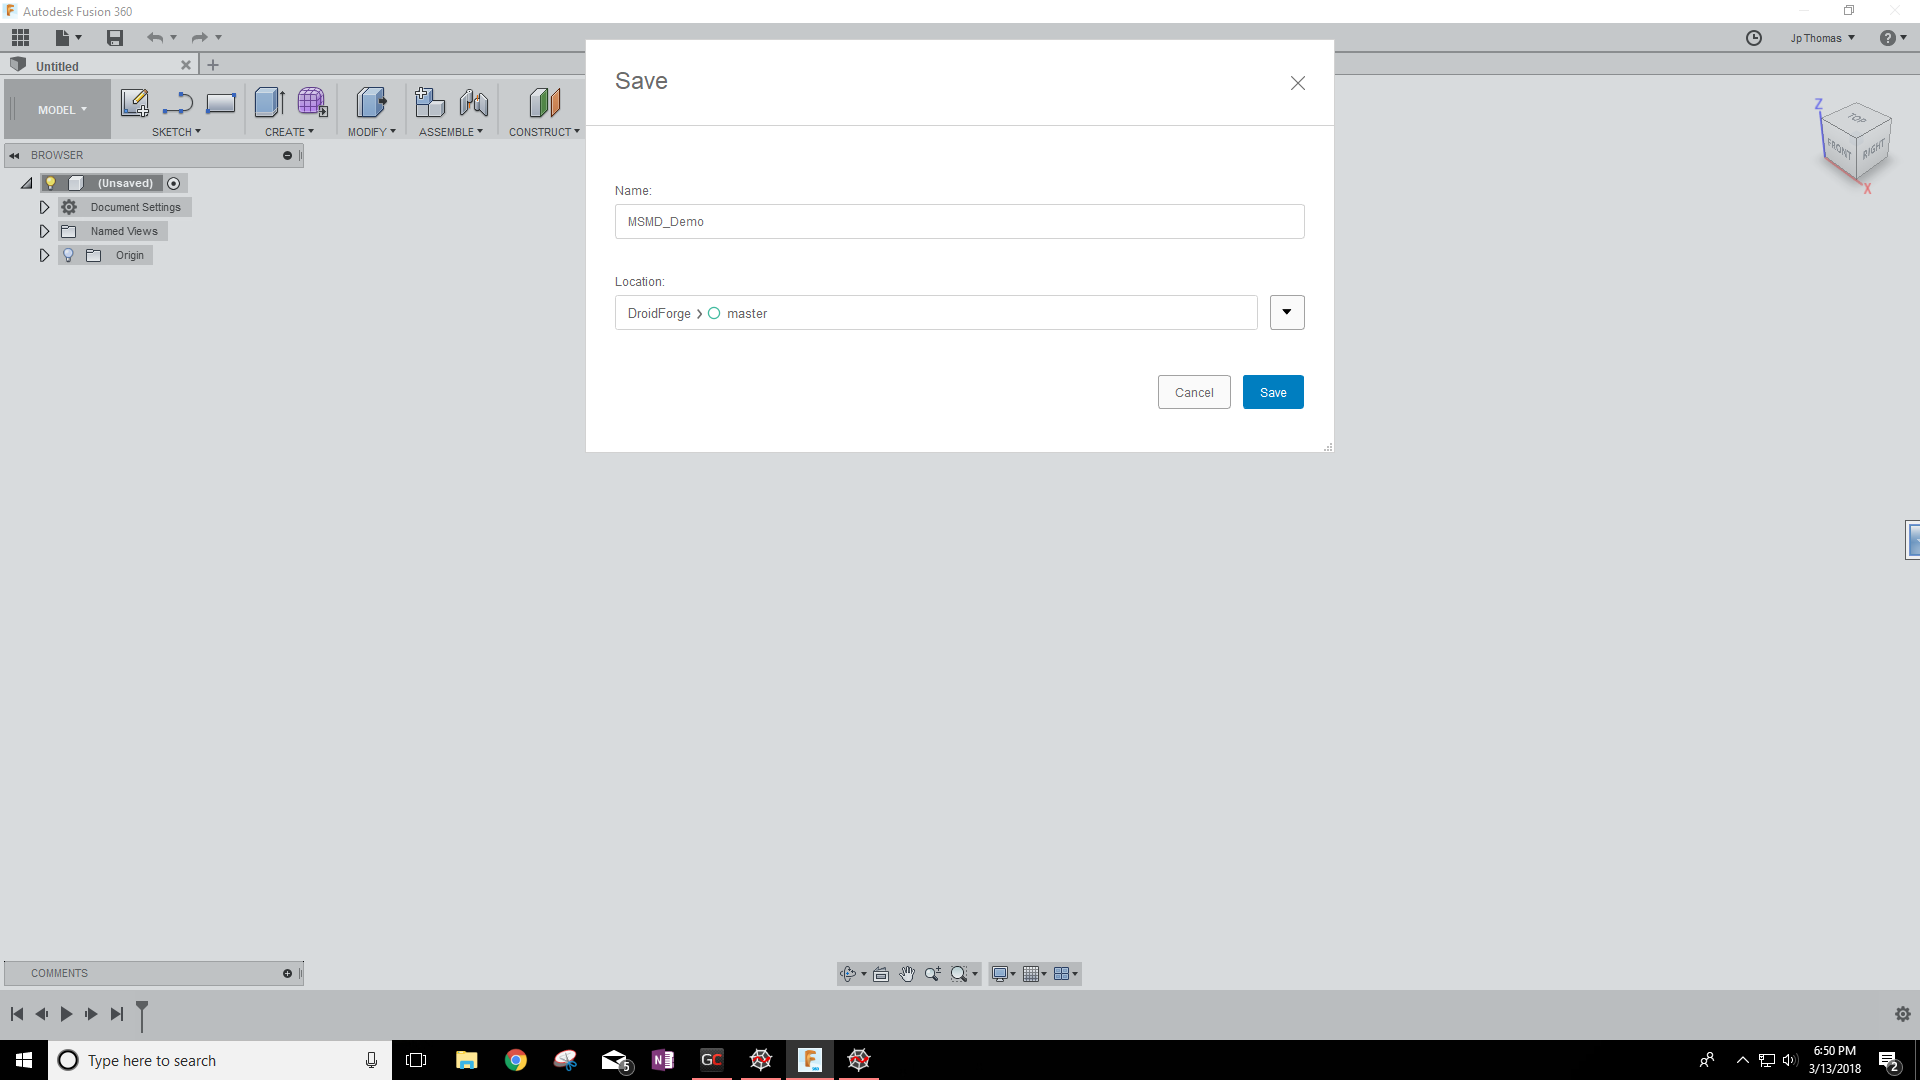 Autodesk Fusion 360
Jp Thomas
Untitled
MODEL
SKETCH
CREATE
MODIFY
ASSEMBLE
CONSTRUCT
Save
Name:
MSMD_Demo
Location:
DroidForge > master
Cancel
Save
Z
TOP
FRONT
RIGHT
X
BROWSER
(Unsaved)
Document Settings
Named Views
Origin
COMMENTS
Type here to search
5
N
GC
F
6:50 PM
3/13/2018
2